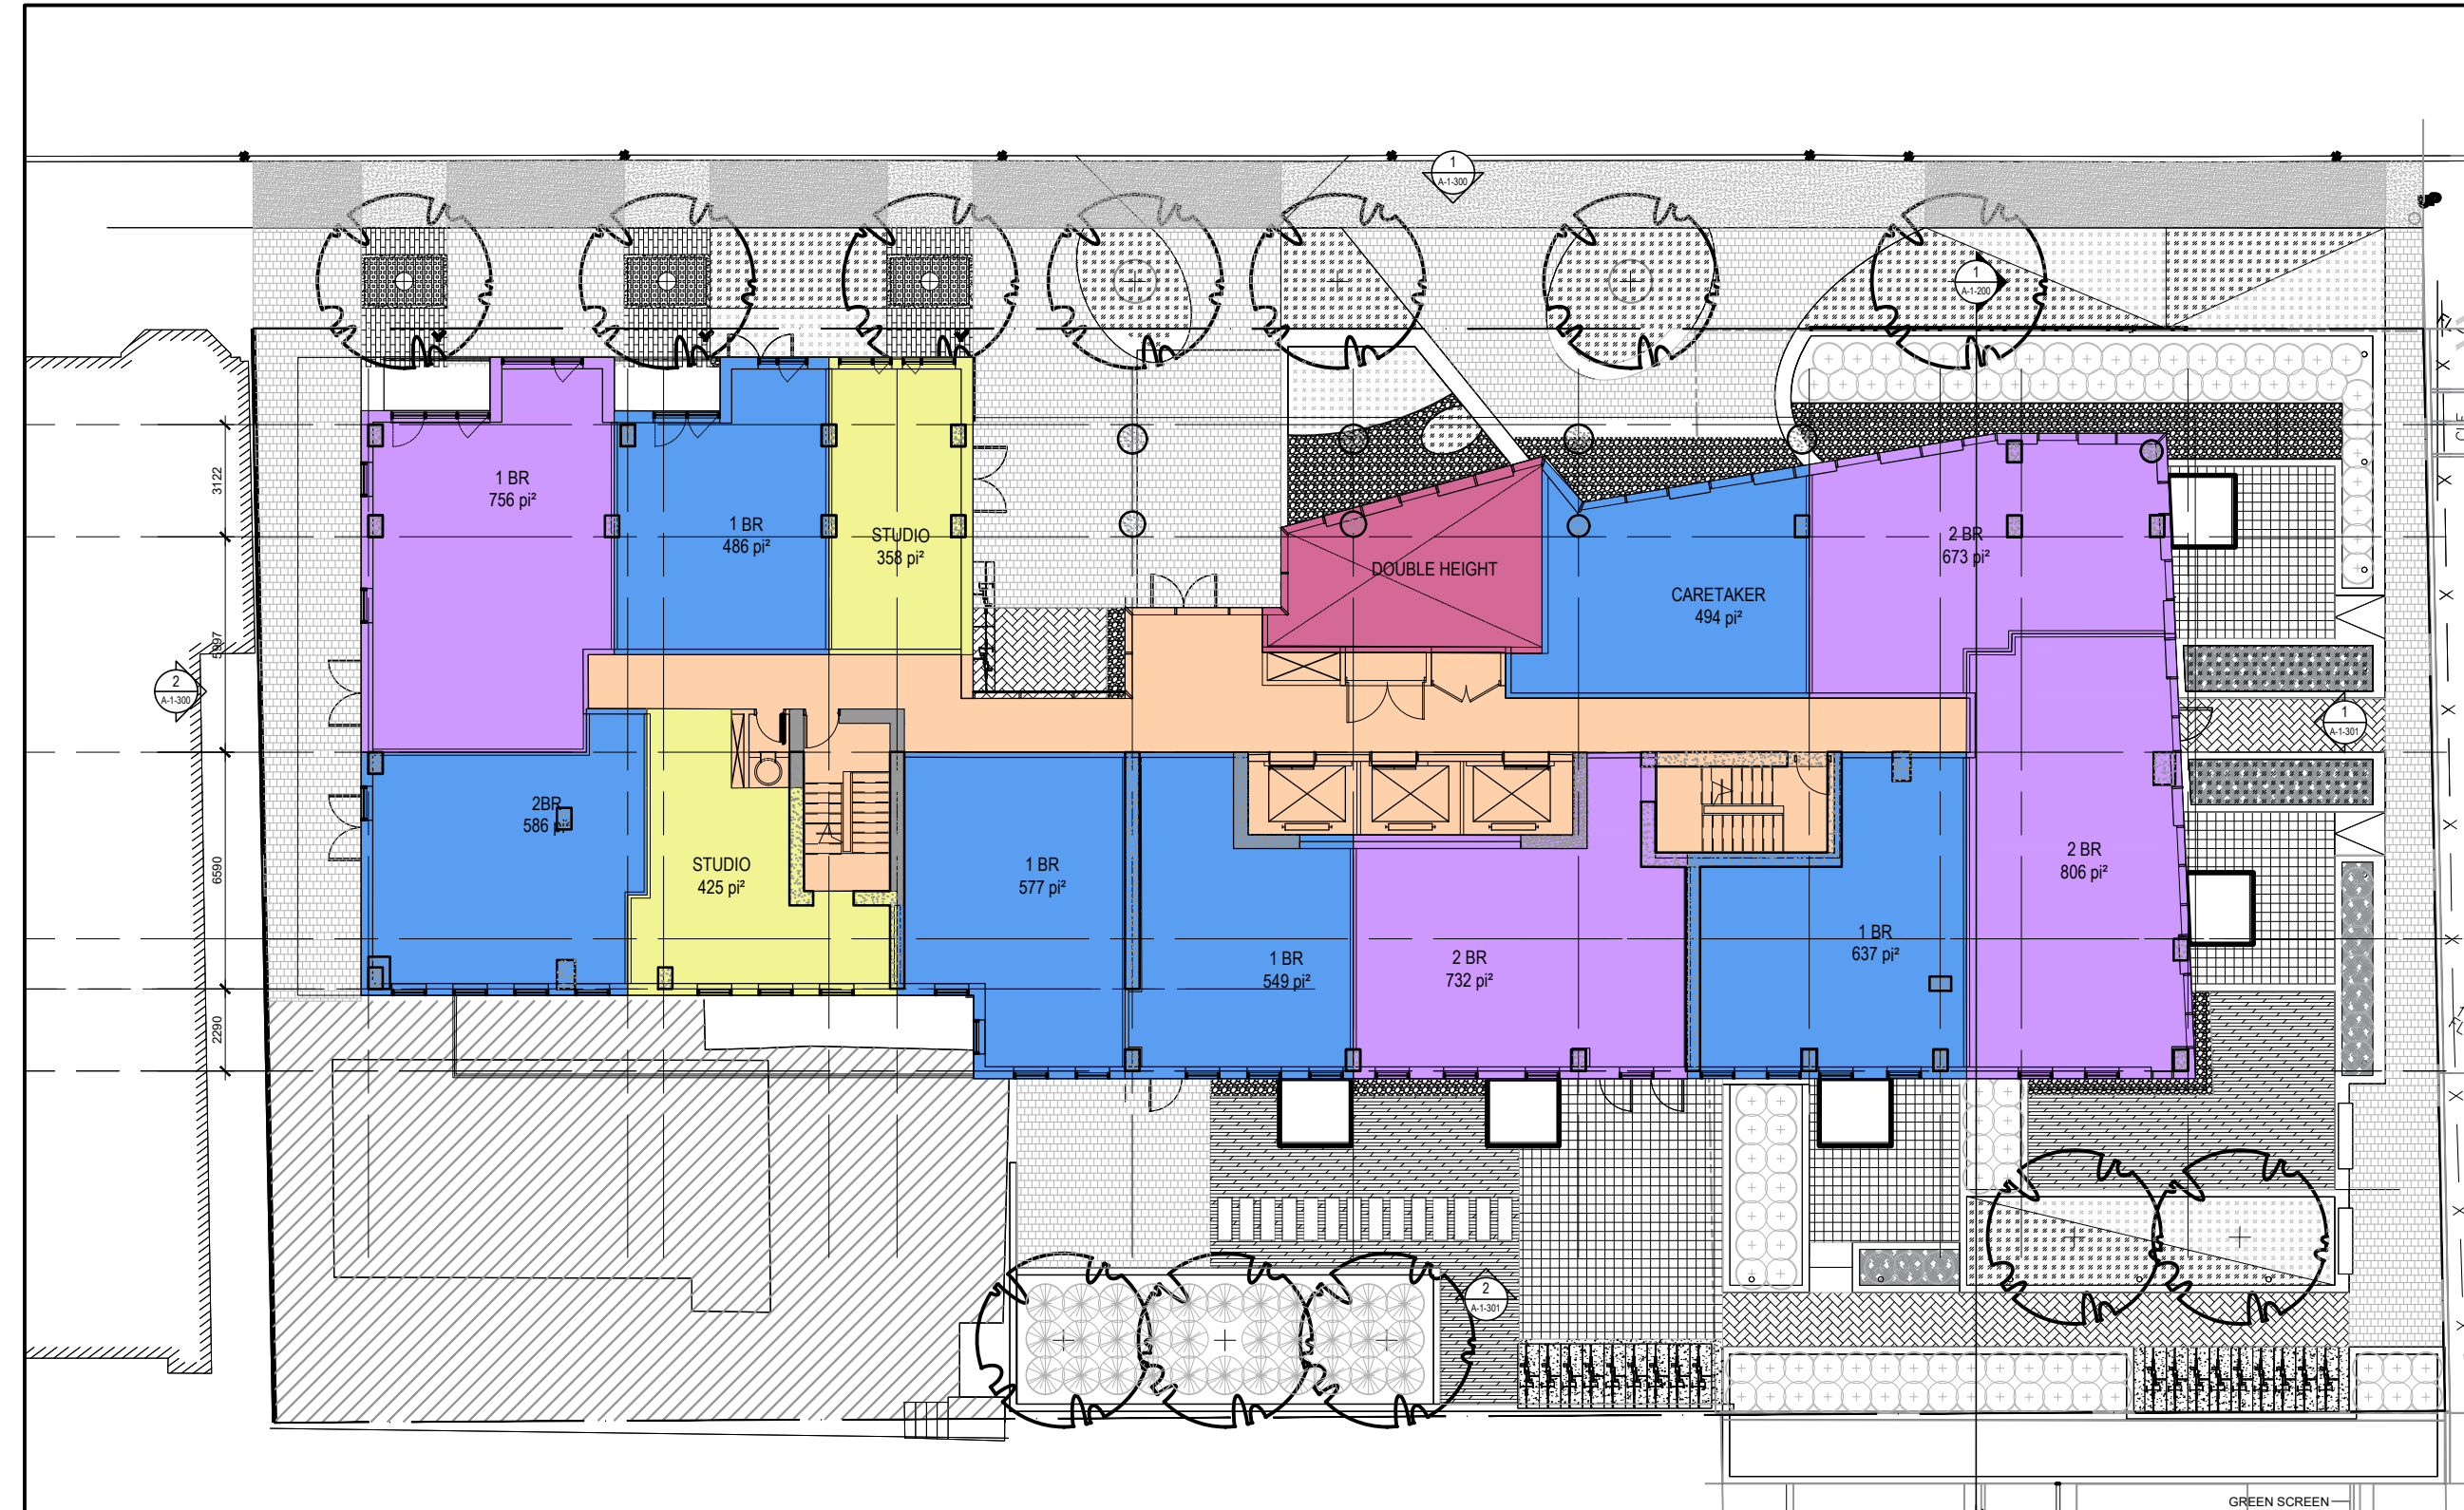 1
A-1-300
1
A-1-200
1 BR
756 pi²
1 BR
486 pi²
STUDIO
358 pi²
DOUBLE HEIGHT
CARETAKER
494 pi²
2 BR
673 pi²
3122
2
A-1-300
1
A-1-301
2BR
586 pi²
STUDIO
425 pi²
1 BR
577 pi²
1 BR
549 pi²
2 BR
732 pi²
1 BR
637 pi²
2 BR
806 pi²
6590
2290
2
A-1-301
GREEN SCREEN